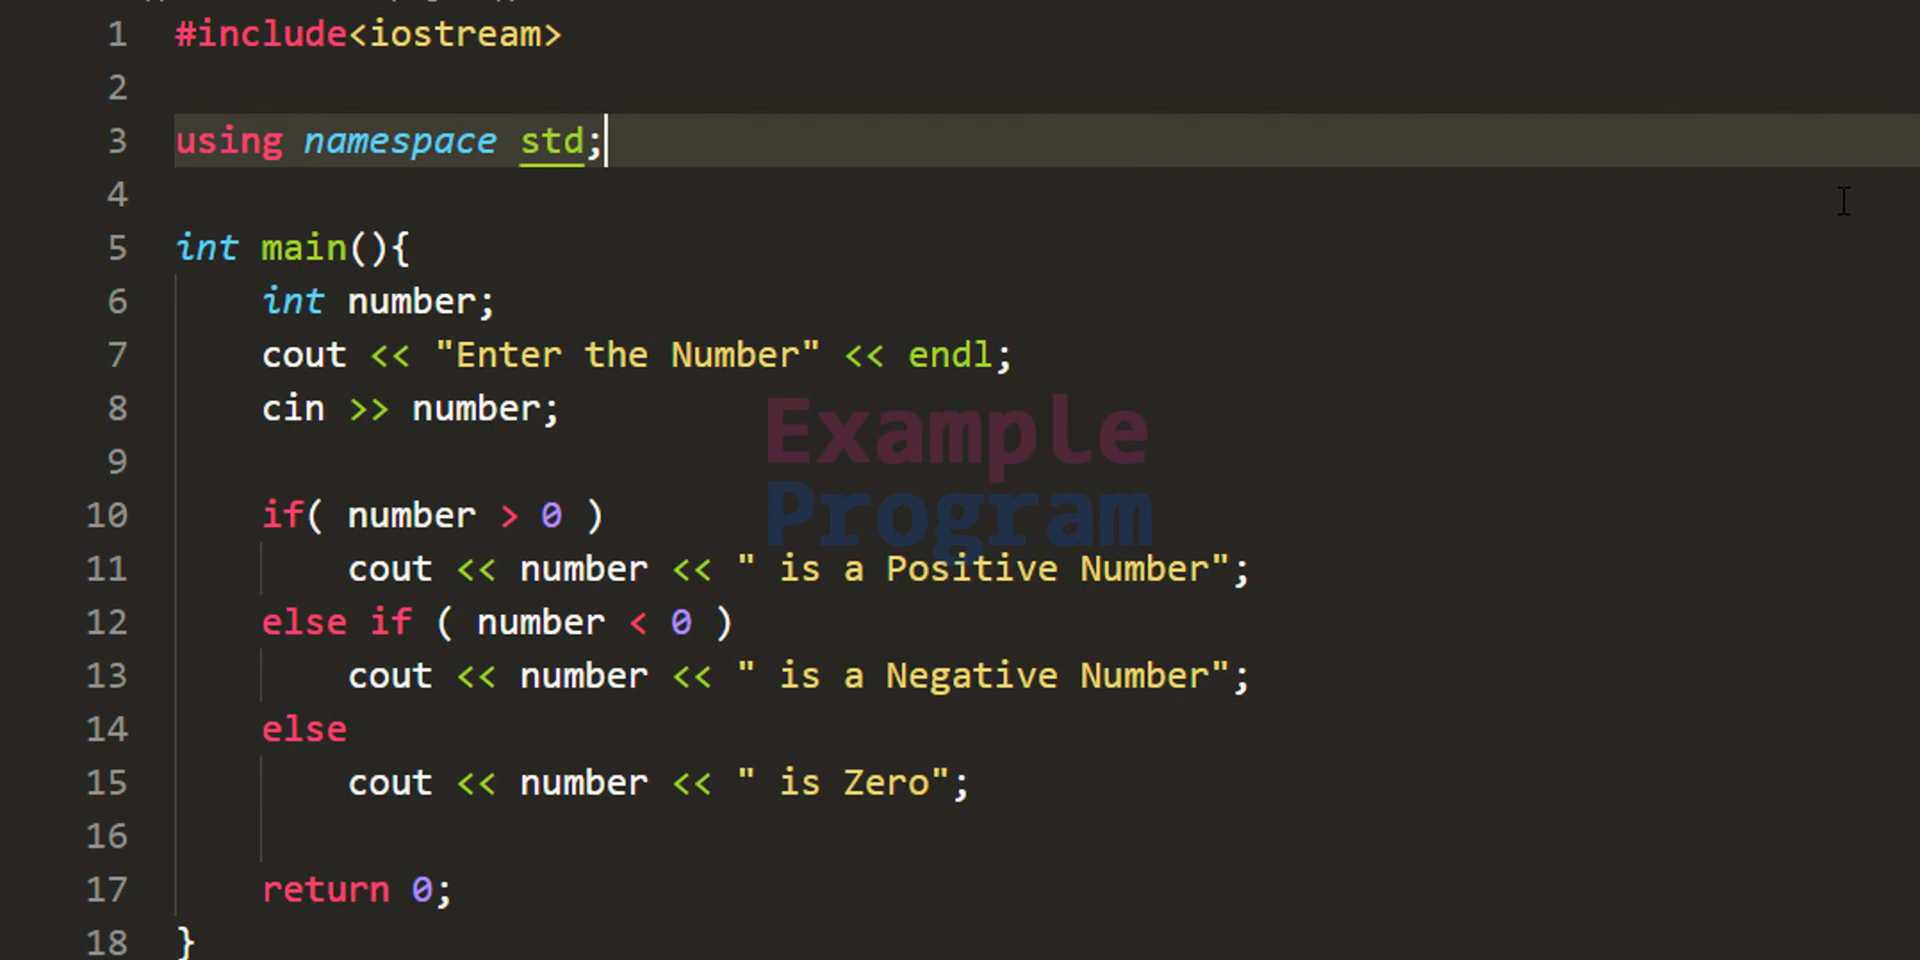 1 #include<iostream>
2
3 using namespace std;
4
5 int main(){
6     int number;
7     cout << "Enter the Number" << endl;
8     cin >> number;
9
10     if( number > 0 )
11         cout << number << " is a Positive Number";
12     else if ( number < 0 )
13         cout << number << " is a Negative Number";
14     else
15         cout << number << " is Zero";
16
17     return 0;
18 }
Example
Program